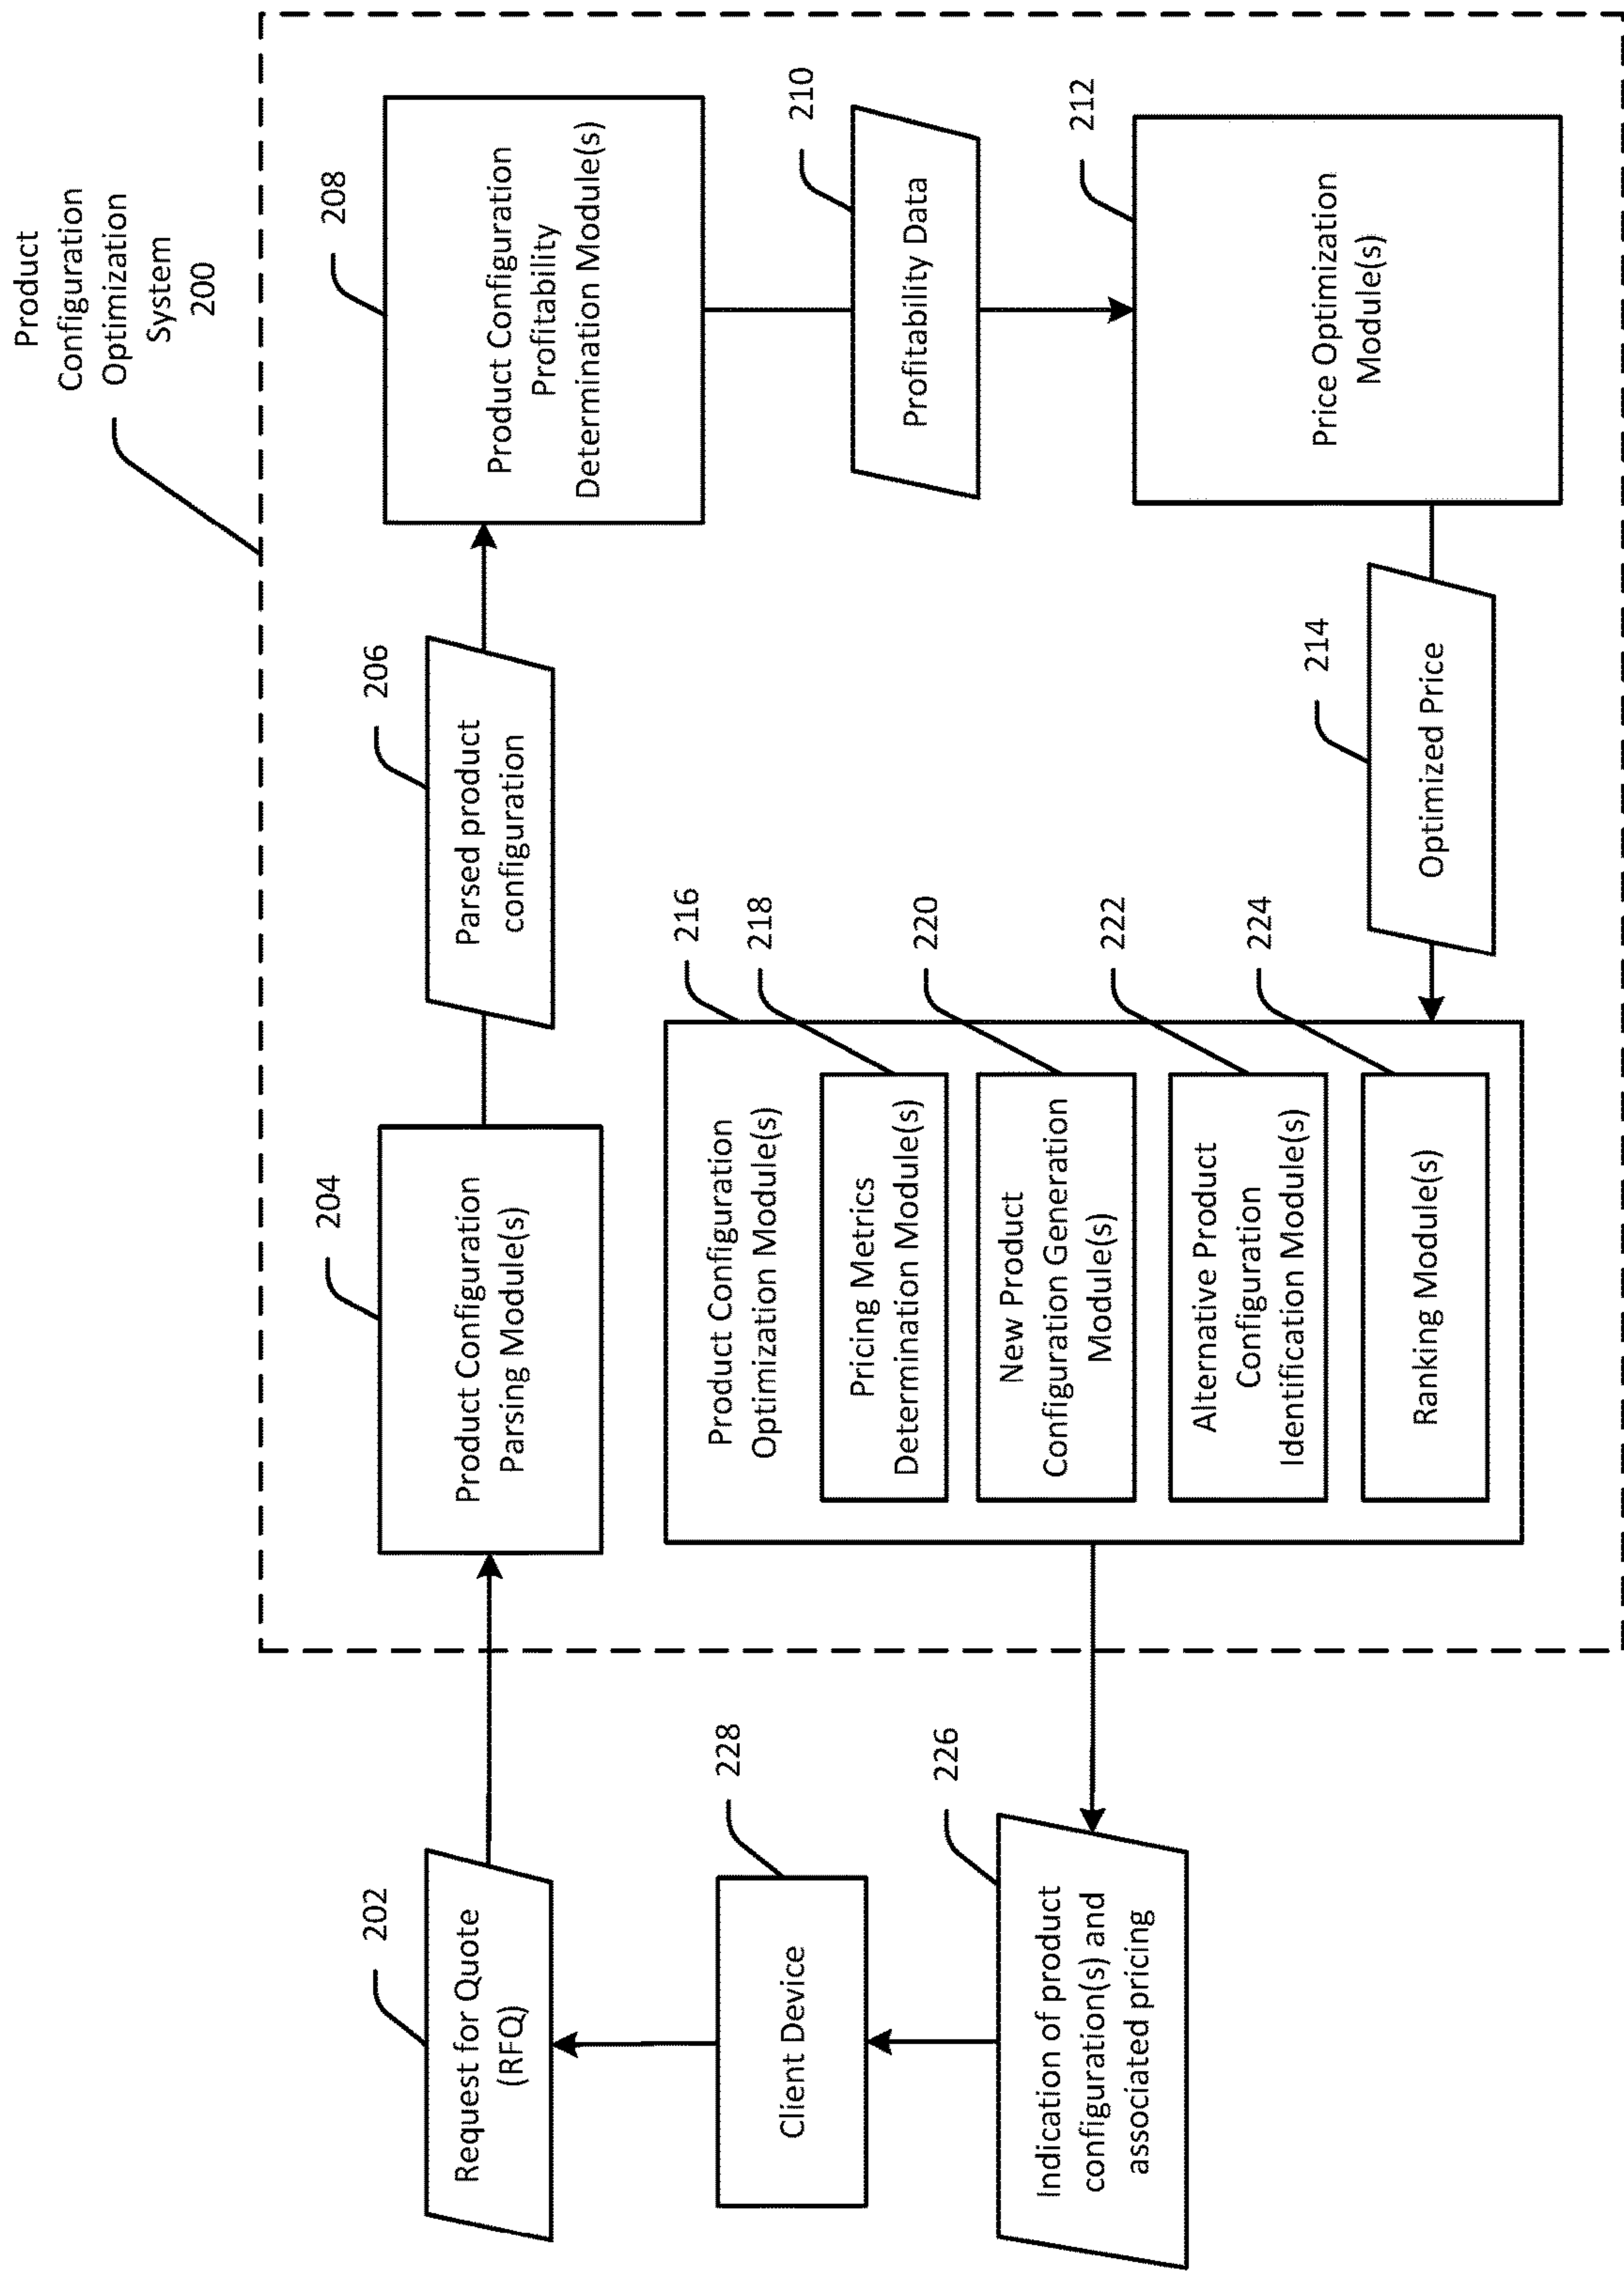 Product
Configuration
Optimization
System
200
202
Request for Quote
(RFQ)
204
Product Configuration
Parsing Module(s)
206
Parsed product
configuration
208
Product Configuration
Profitability
Determination Module(s)
210
Profitability Data
212
Price Optimization
Module(s)
214
Optimized Price
216
Product Configuration
Optimization Module(s)
218
Pricing Metrics
Determination Module(s)
220
New Product
Configuration Generation
Module(s)
222
Alternative Product
Configuration
Identification Module(s)
224
Ranking Module(s)
226
Indication of product
configuration(s) and
associated pricing
228
Client Device